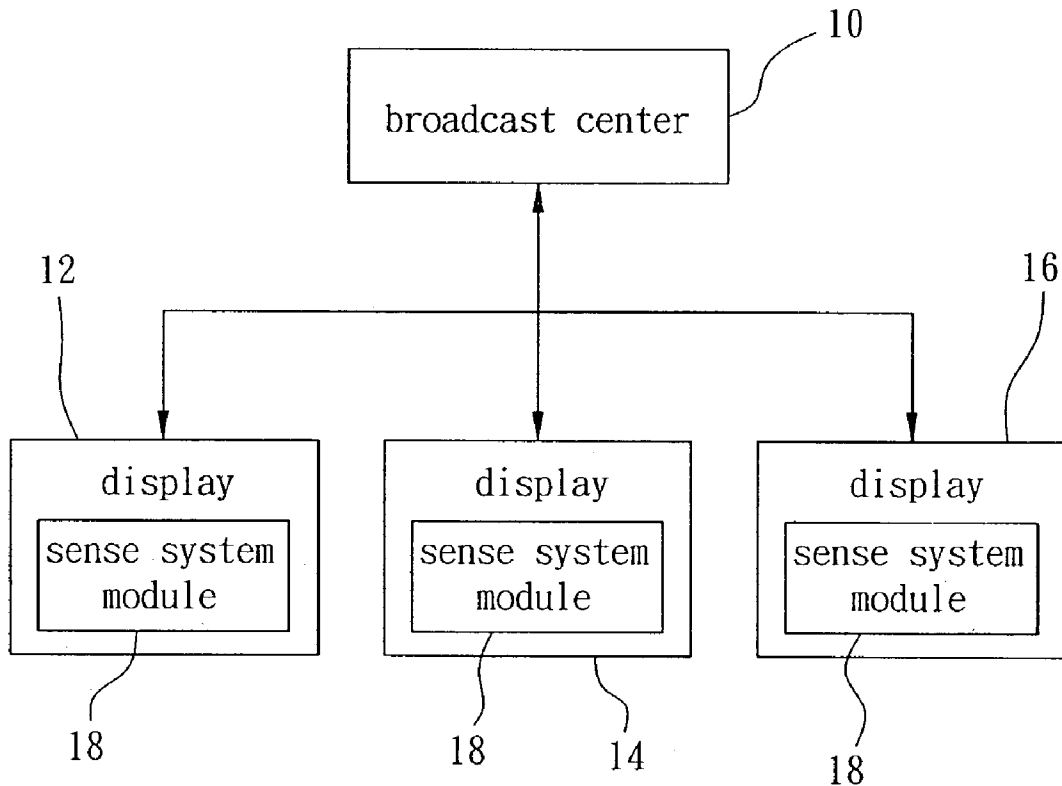 10
broadcast center
12
16
display
sense system
module
display
sense system
module
display
sense system
module
18
18
14
18